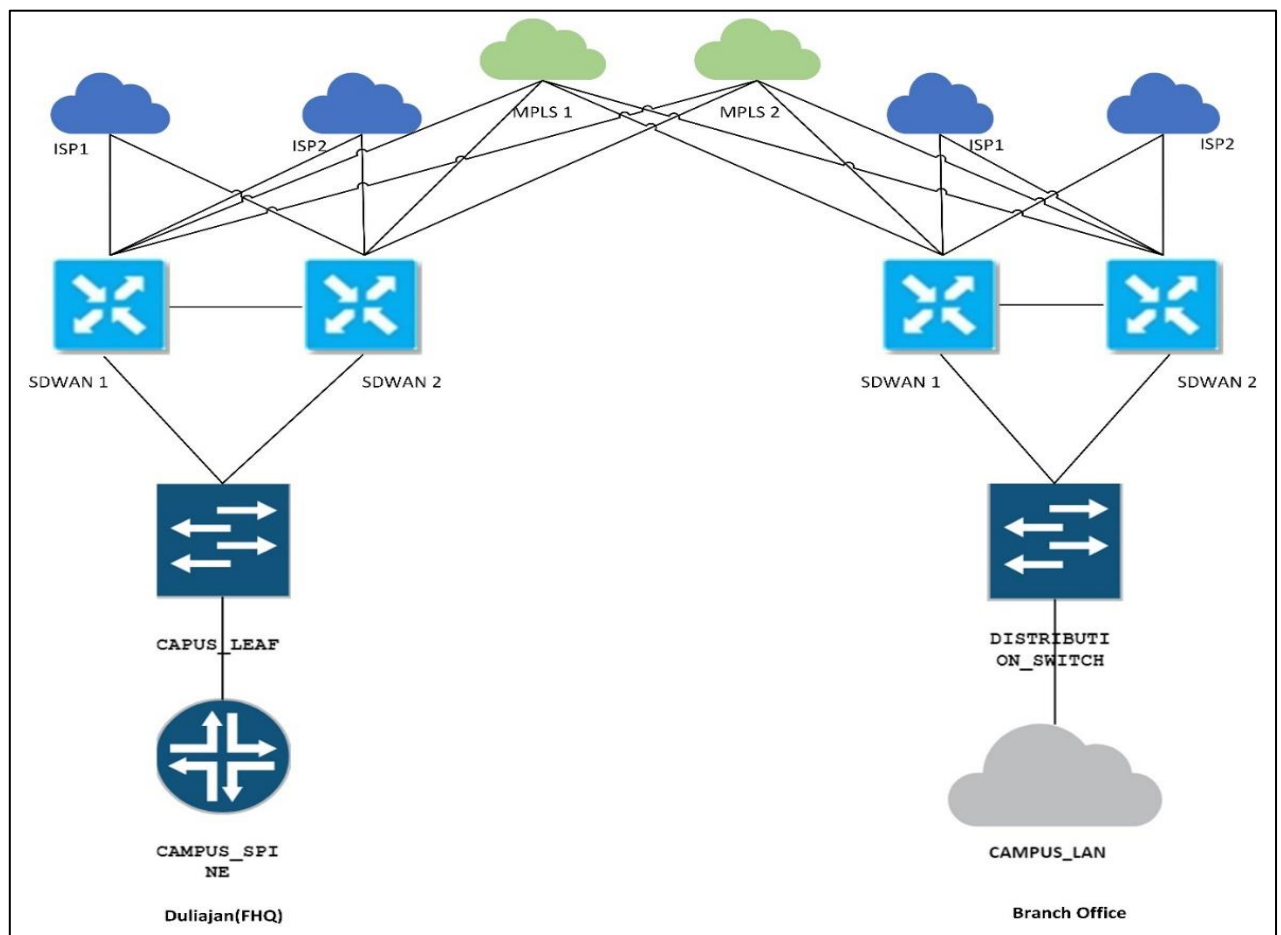 MPLS 1
MPLS 2
ISP1
ISP2
ISP1
ISP2
SDWAN 1
SDWAN 2
SDWAN 1
SDWAN 2
CAPUS_LEAF
DISTRIBUTI
ON_SWITCH
CAMPUS_SPI
NE
CAMPUS_LAN
Duliajan(FHQ)
Branch Office